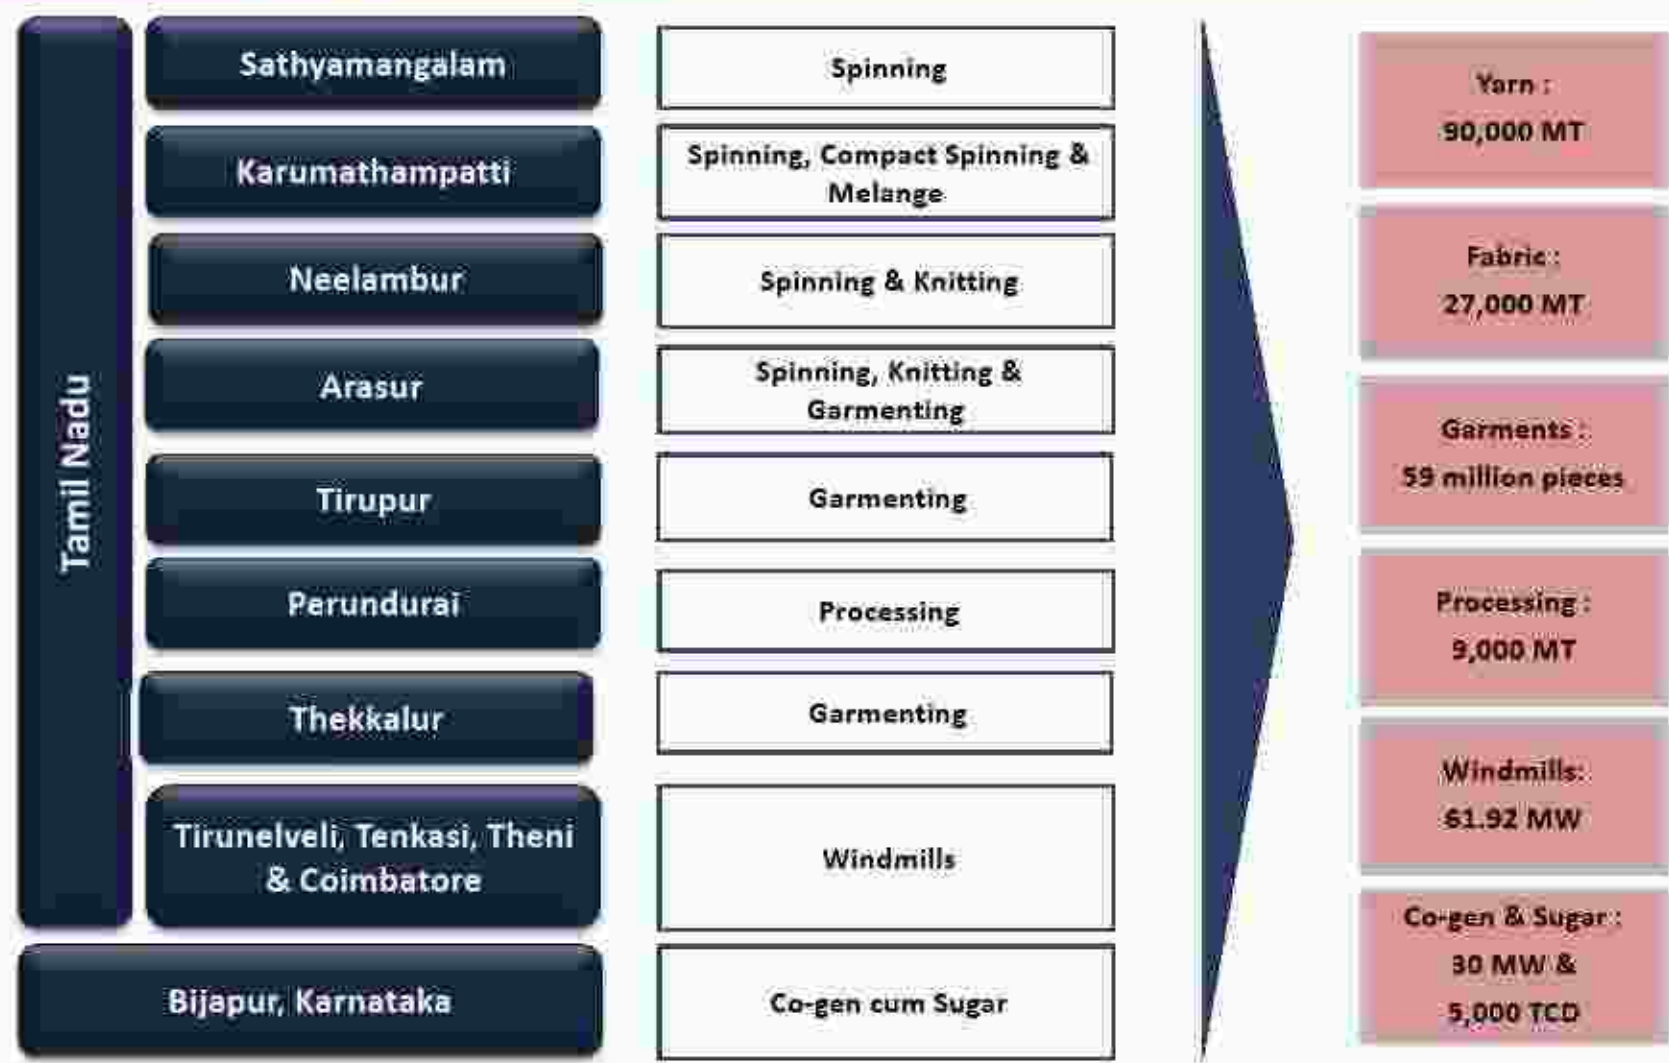 Tamil Nadu
Sathyamangalam
Spinning
Karumathampatti
Spinning, Compact Spinning &
Melange
Neelambur
Spinning & Knitting
Arasur
Spinning, Knitting &
Garmenting
Tirupur
Garmenting
Perundurai
Processing
Thekkalur
Garmenting
Tirunelveli, Tenkasi, Theni
& Coimbatore
Windmills
Bijapur, Karnataka
Co-gen cum Sugar
Yarn :
90,000 MT
Fabric :
27,000 MT
Garments :
59 million pieces
Processing :
9,000 MT
Windmills:
61.92 MW
Co-gen & Sugar :
30 MW &
5,000 TCD